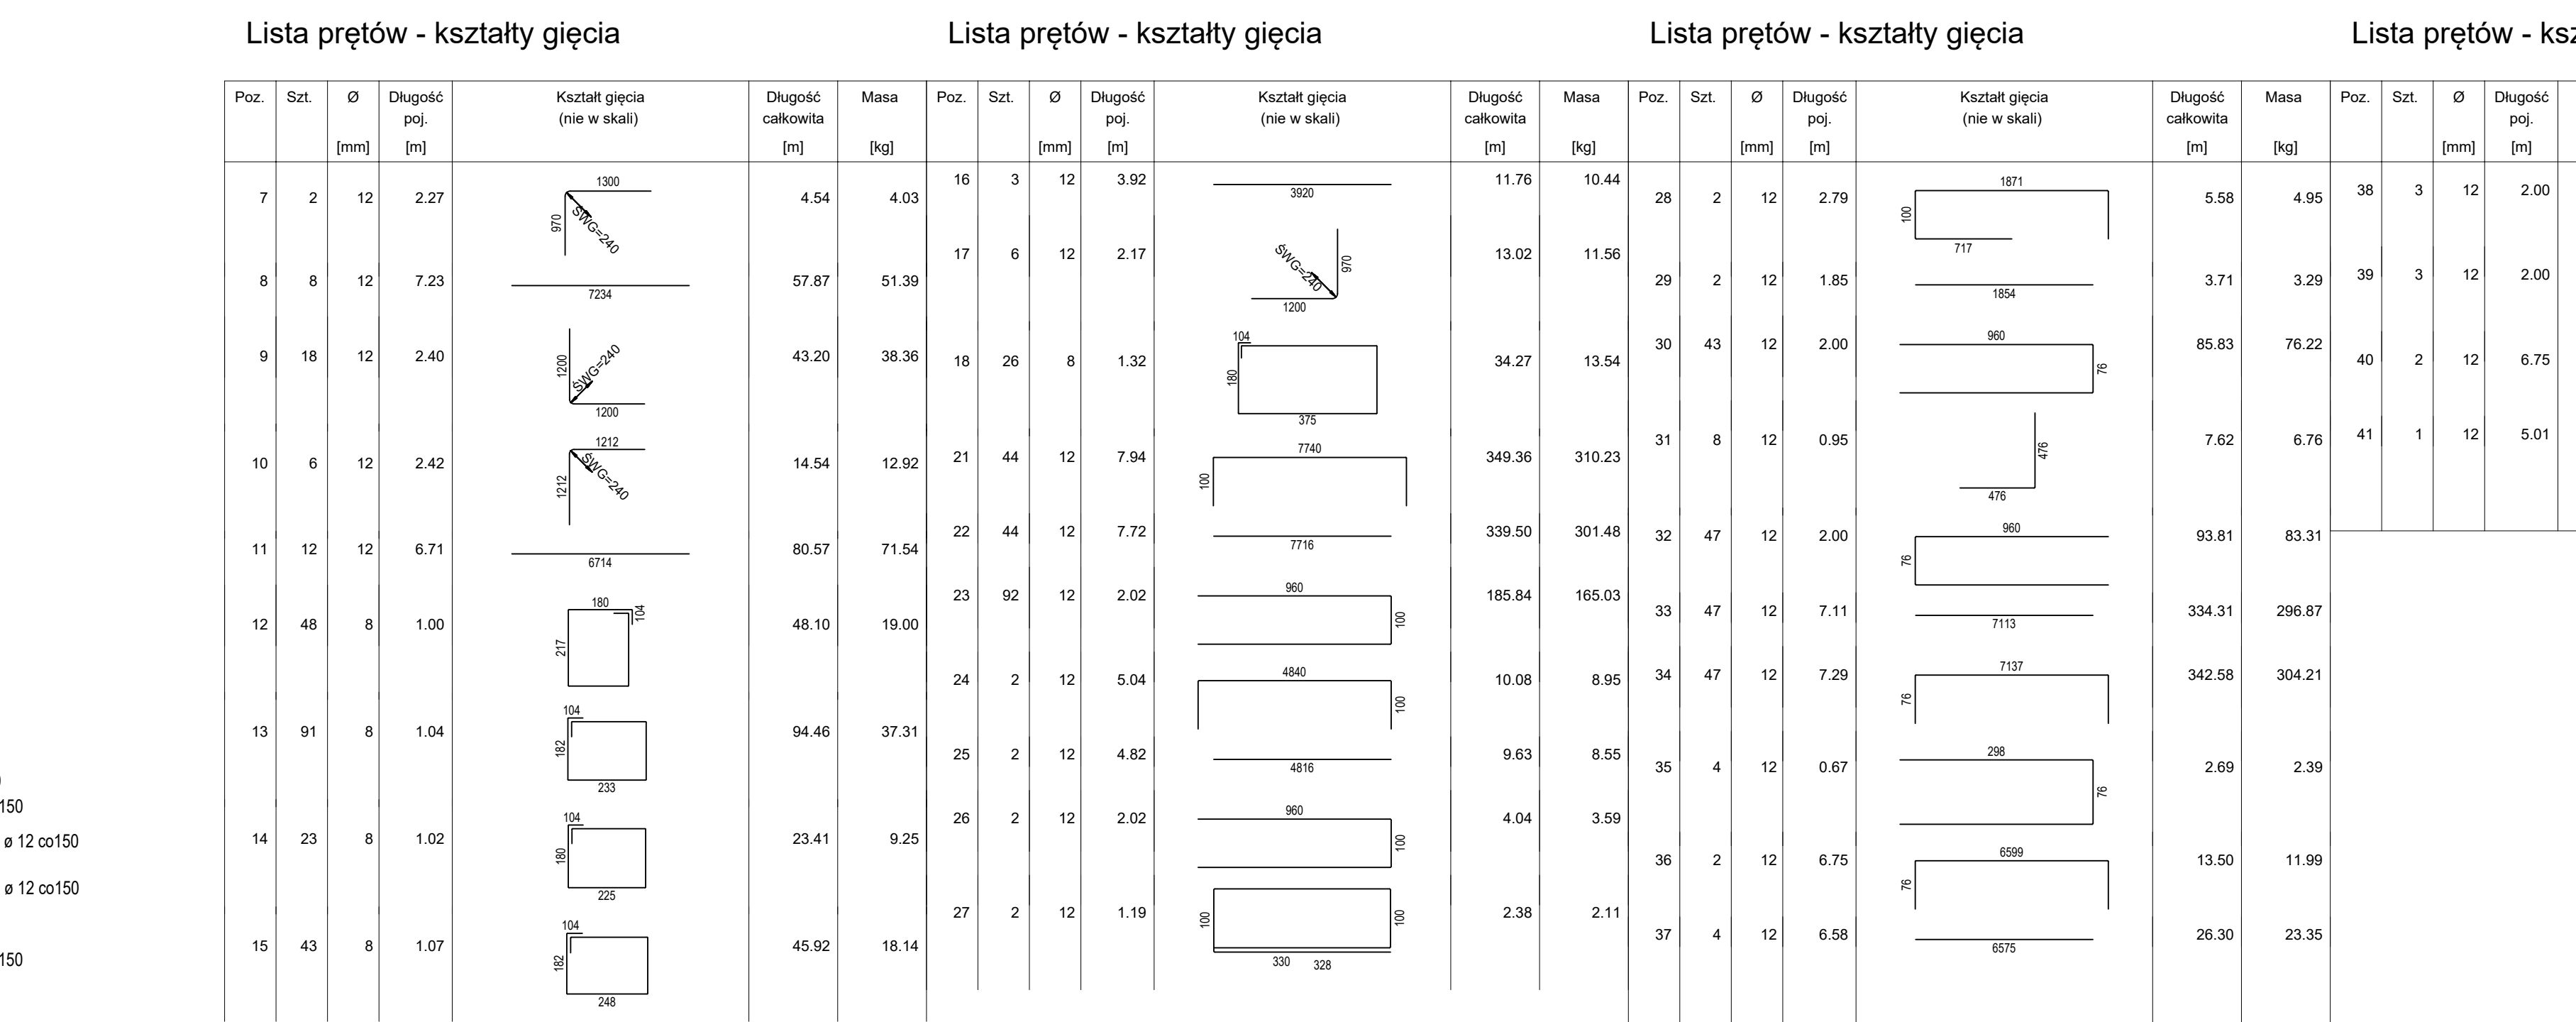 Lista prętów - kształty gięcia
Poz. Szt. Ø Długość Kształt gięcia Długość Masa
poj. (nie w skali) całkowita
[mm] [m] [m] [kg]
7 2 12 2.27 1300 970 ŚWG=240 4.54 4.03
8 8 12 7.23 7234 57.87 51.39
9 18 12 2.40 1200 ŚWG=240 1200 43.20 38.36
10 6 12 2.42 1212 1212 ŚWG=240 14.54 12.92
11 12 12 6.71 6714 80.57 71.54
12 48 8 1.00 180 104 217 48.10 19.00
13 91 8 1.04 104 182 233 94.46 37.31
14 23 8 1.02 104 180 225 23.41 9.25
15 43 8 1.07 104 182 248 45.92 18.14
Lista prętów - kształty gięcia
Poz. Szt. Ø Długość Kształt gięcia Długość Masa
poj. (nie w skali) całkowita
[mm] [m] [m] [kg]
16 3 12 3.92 3920 11.76 10.44
17 6 12 2.17 ŚWG=240 970 1200 13.02 11.56
18 26 8 1.32 104 180 375 34.27 13.54
21 44 12 7.94 7740 100 349.36 310.23
22 44 12 7.72 7716 339.50 301.48
23 92 12 2.02 960 100 185.84 165.03
24 2 12 5.04 4840 100 10.08 8.95
25 2 12 4.82 4816 9.63 8.55
26 2 12 2.02 960 100 4.04 3.59
27 2 12 1.19 100 100 330 328 2.38 2.11
Lista prętów - kształty gięcia
Poz. Szt. Ø Długość Kształt gięcia Długość Masa
poj. (nie w skali) całkowita
[mm] [m] [m] [kg]
28 2 12 2.79 1871 100 717 5.58 4.95
29 2 12 1.85 1854 3.71 3.29
30 43 12 2.00 960 76 85.83 76.22
31 8 12 0.95 476 476 7.62 6.76
32 47 12 2.00 960 76 93.81 83.31
33 47 12 7.11 7113 334.31 296.87
34 47 12 7.29 7137 76 342.58 304.21
35 4 12 0.67 298 76 2.69 2.39
36 2 12 6.75 6599 76 13.50 11.99
37 4 12 6.58 6575 26.30 23.35
Lista prętów - ksz
Poz. Szt. Ø Długość
poj.
[mm] [m]
38 3 12 2.00
39 3 12 2.00
40 2 12 6.75
41 1 12 5.01
150
ø 12 co150
ø 12 co150
150